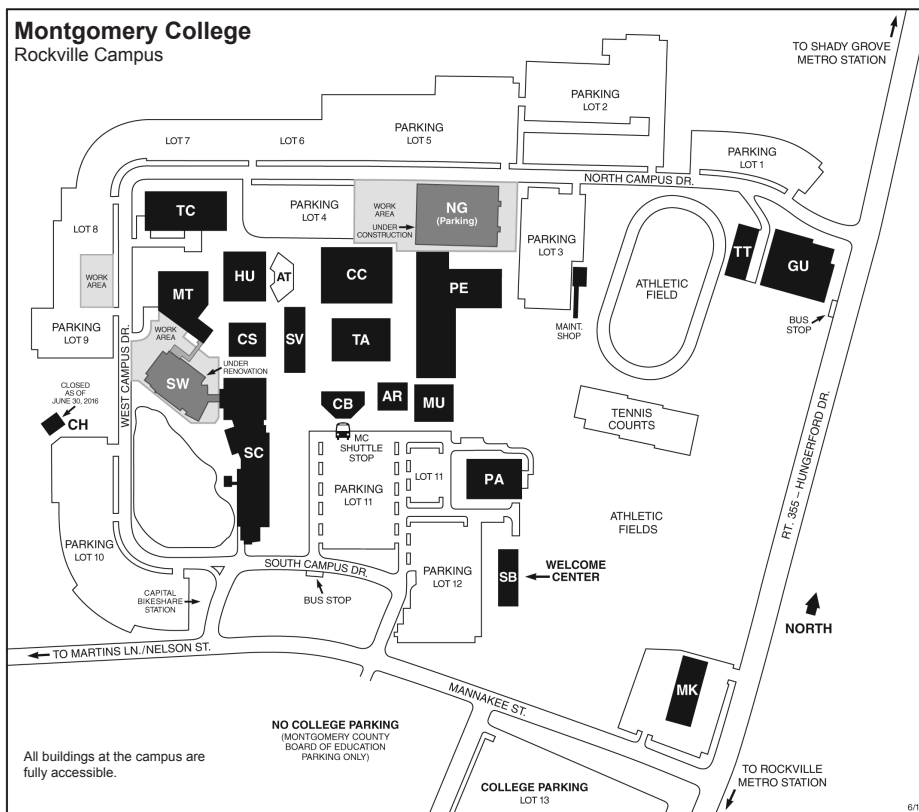 Montgomery College
Rockville Campus
TO SHADY GROVE
METRO STATION
PARKING
LOT 2
PARKING
LOT 5
LOT 7
LOT 6
PARKING
LOT 1
NORTH CAMPUS DR.
TC
PARKING
LOT 4
WORK
AREA
NG
(Parking)
UNDER
CONSTRUCTION
PARKING
LOT 3
LOT 8
WORK
AREA
TT
GU
HU
AT
CC
PE
ATHLETIC
FIELD
MT
BUS
STOP
PARKING
LOT 9
WORK
AREA
CS
SV
TA
MAINT.
SHOP
WEST CAMPUS DR.
UNDER
RENOVATION
SW
CLOSED
AS OF
JUNE 30, 2016
CH
CB
AR
MU
TENNIS
COURTS
MC
SHUTTLE
STOP
SC
LOT 11
PA
PARKING
LOT 11
RT. 355 – HUNGERFORD DR.
ATHLETIC
FIELDS
PARKING
LOT 10
SOUTH CAMPUS DR.
PARKING
LOT 12
SB
WELCOME
CENTER
CAPITAL
BIKESHARE
STATION
BUS STOP
NORTH
TO MARTINS LN./NELSON ST.
MK
MANNAKEE ST.
NO COLLEGE PARKING
(MONTGOMERY COUNTY
BOARD OF EDUCATION
PARKING ONLY)
All buildings at the campus are
fully accessible.
TO ROCKVILLE
METRO STATION
COLLEGE PARKING
LOT 13